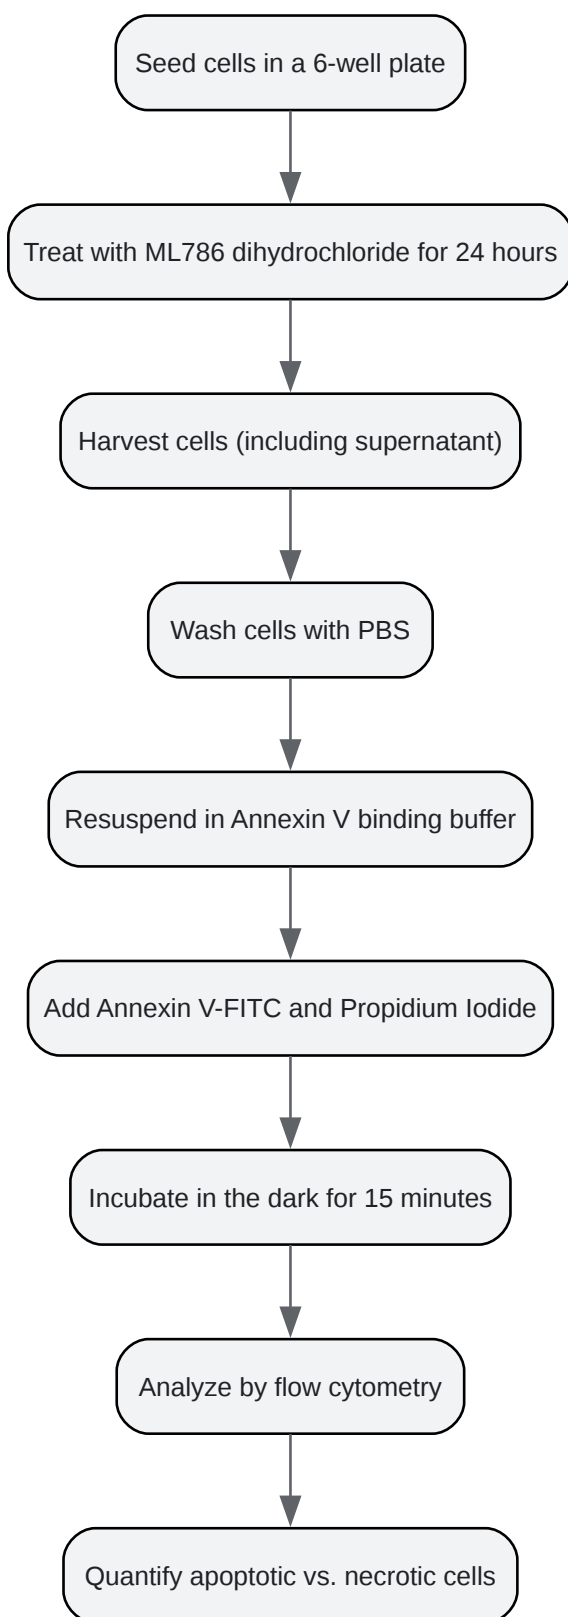 Seed cells in a 6-well plate
Treat with ML786 dihydrochloride for 24 hours
Harvest cells (including supernatant)
Wash cells with PBS
Resuspend in Annexin V binding buffer
Add Annexin V-FITC and Propidium Iodide
Incubate in the dark for 15 minutes
Analyze by flow cytometry
Quantify apoptotic vs. necrotic cells